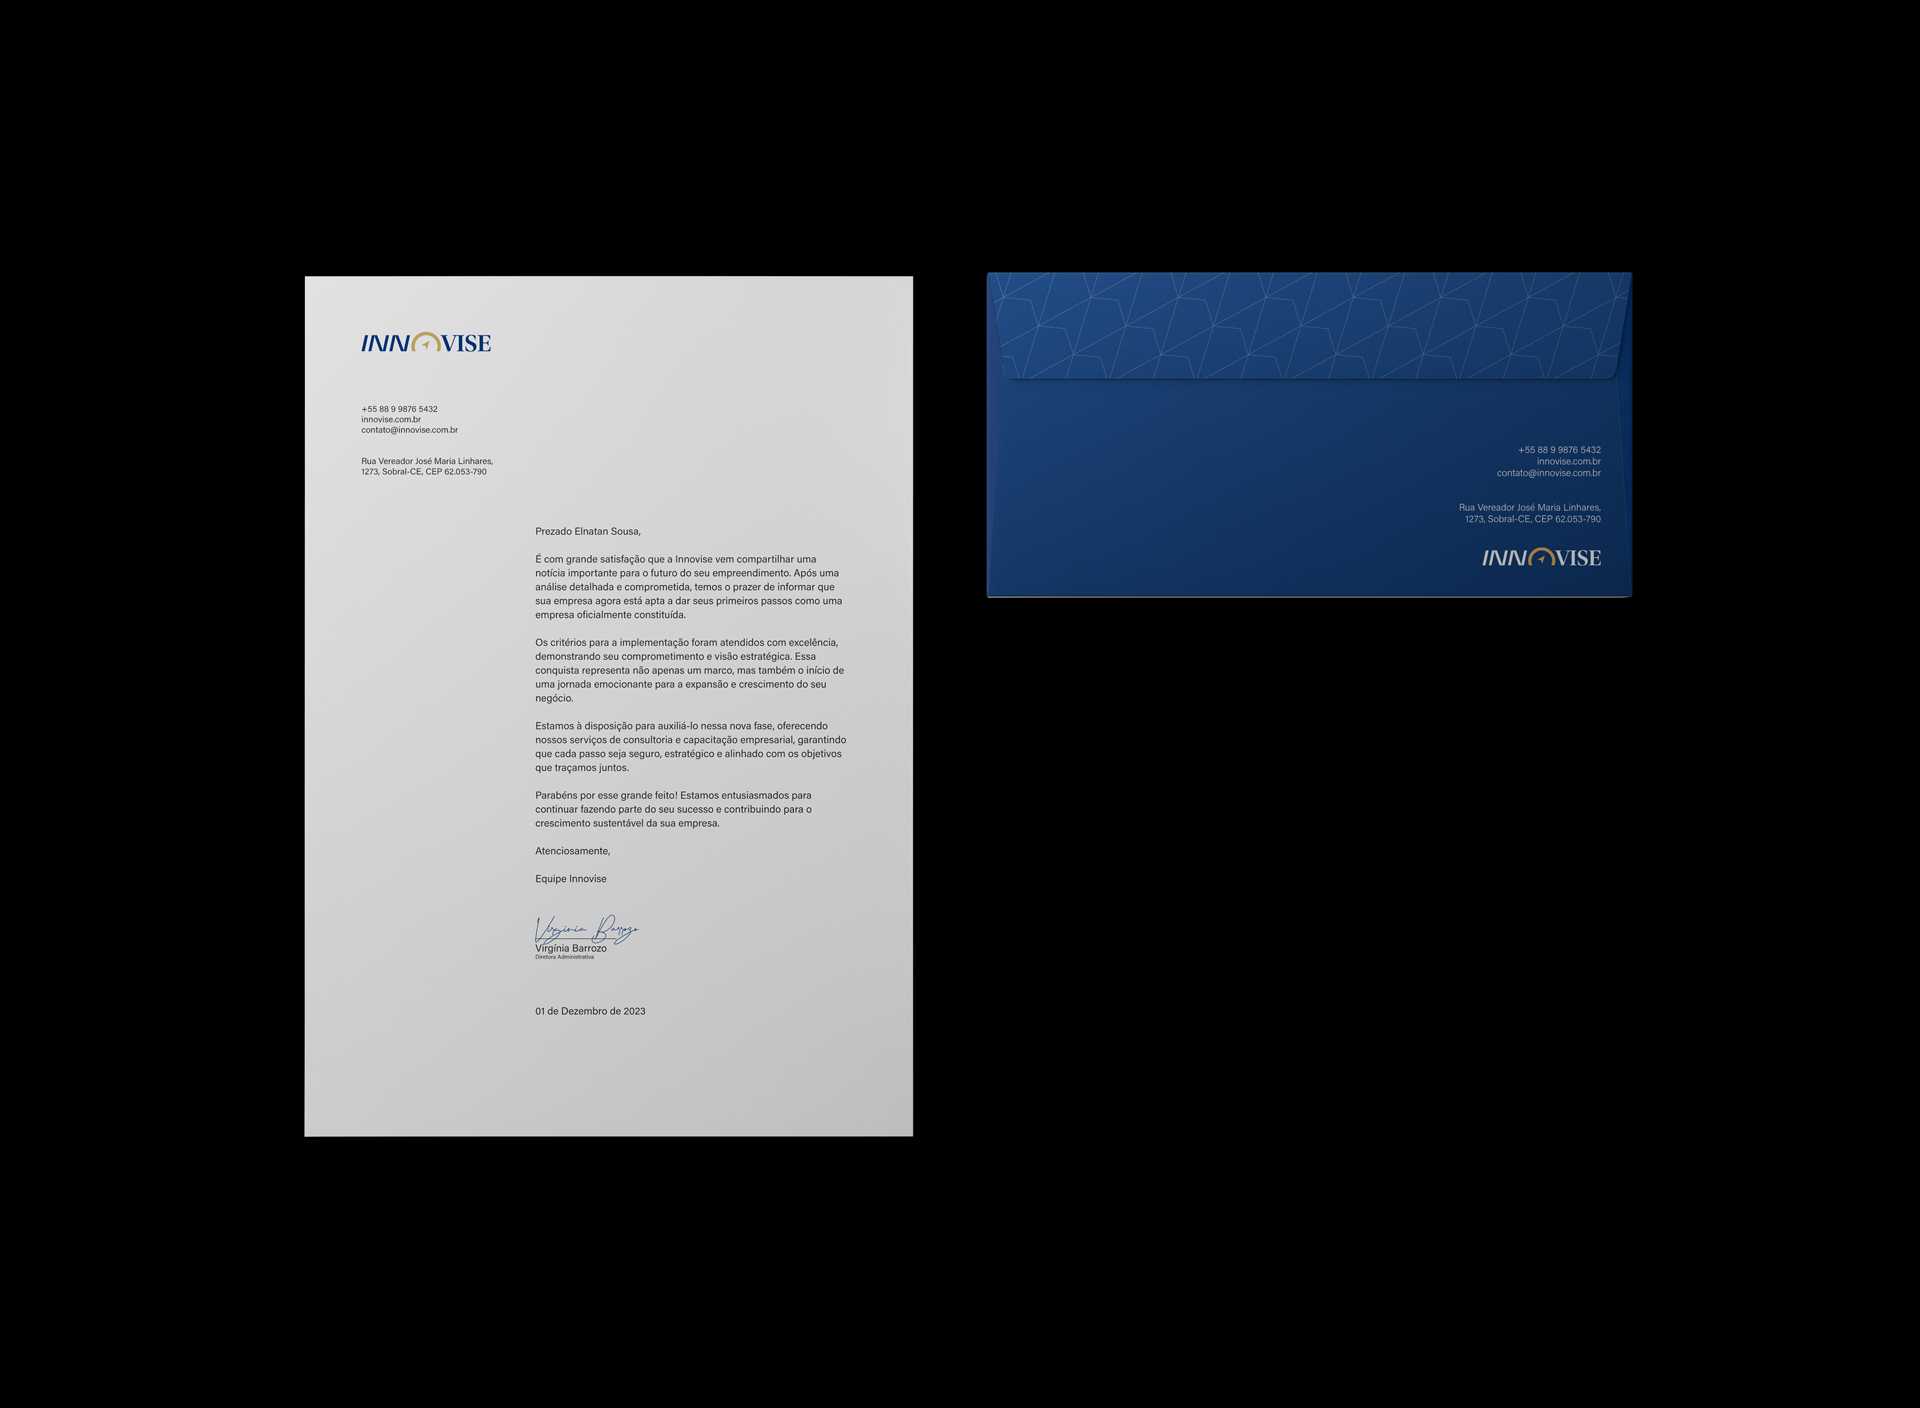 INNOVISE
+55 88 9 9876 5432
innovise.com.br
contato@innovise.com.br
Rua Vereador José Maria Linhares,
1273, Sobral-CE, CEP 62.053-790
Prezado Elnatan Sousa,
É com grande satisfação que a Innovise vem compartilhar uma
notícia importante para o futuro do seu empreendimento. Após uma
análise detalhada e comprometida, temos o prazer de informar que
sua empresa agora está apta a dar seus primeiros passos como uma
empresa oficialmente constituída.
Os critérios para a implementação foram atendidos com excelência,
demonstrando seu comprometimento e visão estratégica. Essa
conquista representa não apenas um marco, mas também o início de
uma jornada emocionante para a expansão e crescimento do seu
negócio.
Estamos à disposição para auxiliá-lo nessa nova fase, oferecendo
nossos serviços de consultoria e capacitação empresarial, garantindo
que cada passo seja seguro, estratégico e alinhado com os objetivos
que traçamos juntos.
Parabéns por esse grande feito! Estamos entusiasmados para
continuar fazendo parte do seu sucesso e contribuindo para o
crescimento sustentável da sua empresa.
Atenciosamente,
Equipe Innovise
Virginia Barrozo
Virgínia Barrozo
Diretora Administrativa
01 de Dezembro de 2023
+55 88 9 9876 5432
innovise.com.br
contato@innovise.com.br
Rua Vereador José Maria Linhares,
1273, Sobral-CE, CEP 62.053-790
INNOVISE